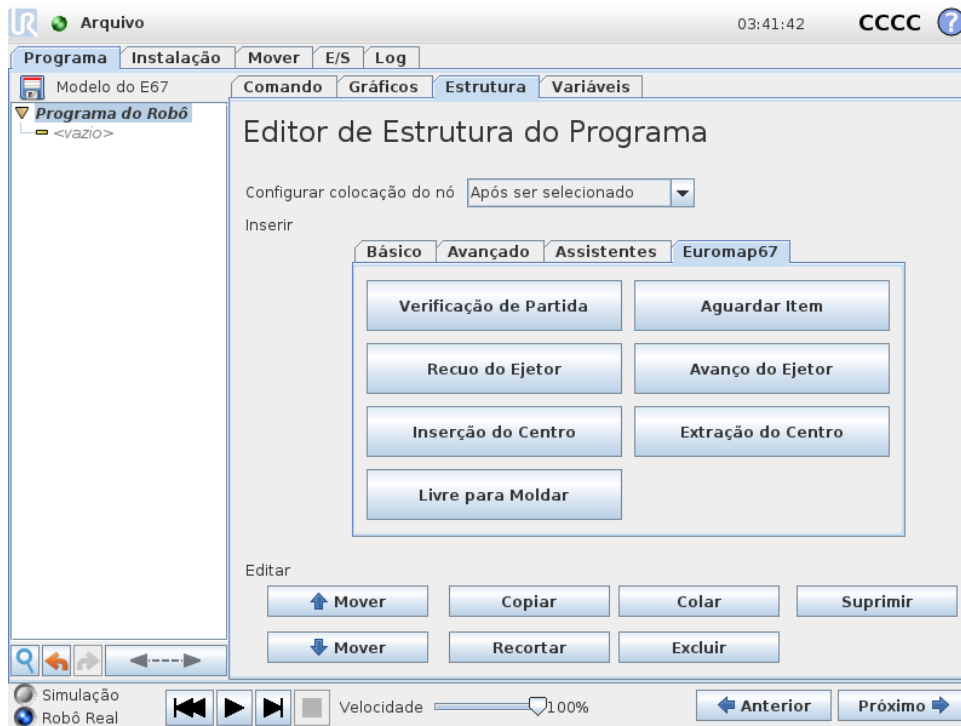 UR Arquivo 03:41:42 CCCC ?
Programa Instalação Mover E/S Log
Modelo do E67 Comando Gráficos Estrutura Variáveis
Programa do Robô
<vazio>
Editor de Estrutura do Programa
Configurar colocação do nó Após ser selecionado
Inserir
Básico Avançado Assistentes Euromap67
Verificação de Partida Aguardar Item
Recuo do Ejetor Avanço do Ejetor
Inserção do Centro Extração do Centro
Livre para Moldar
Editar
Mover Copiar Colar Suprimir
Mover Recortar Excluir
Simulação
Robô Real
Velocidade 100% Anterior Próximo